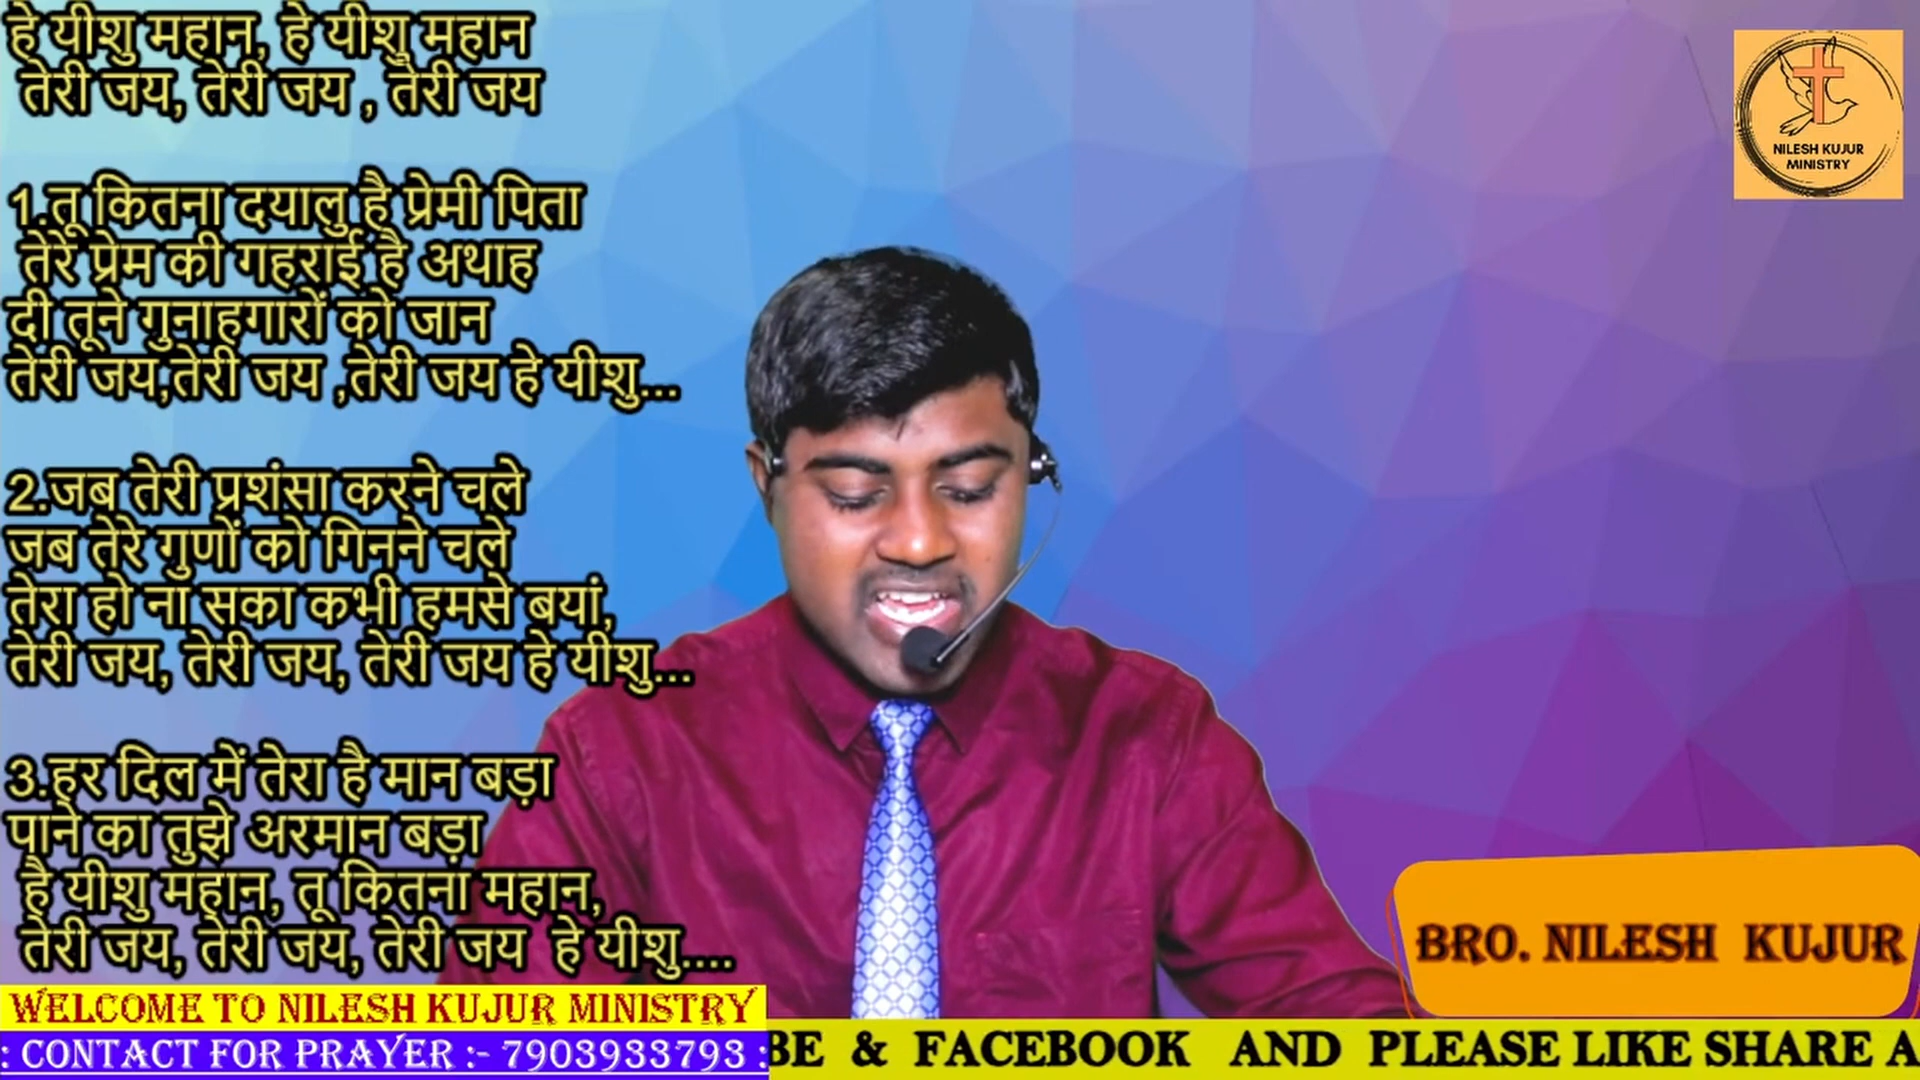 हे यीशु महान, हे यीशु महान
तेरी जय, तेरी जय , तेरी जय
1.तू कितना दयालु है प्रेमी पिता
तेरे प्रेम की गहराई है अथाह
दी तूने गुनाहगारों को जान
तेरी जय,तेरी जय ,तेरी जय हे यीशु...
2.जब तेरी प्रशंसा करने चले
जब तेरे गुणों को गिनने चले
तेरा हो ना सका कभी हमसे बयां,
तेरी जय, तेरी जय, तेरी जय हे यीशु...
3.हर दिल में तेरा है मान बड़ा
पाने का तुझे अरमान बड़ा
है यीशु महान, तू कितना महान,
तेरी जय, तेरी जय, तेरी जय हे यीशु....
NILESH KUJUR
MINISTRY
BRO. NILESH KUJUR
WELCOME TO NILESH KUJUR MINISTRY
: CONTACT FOR PRAYER :- 7903933793 :
BE & FACEBOOK AND PLEASE LIKE SHARE A